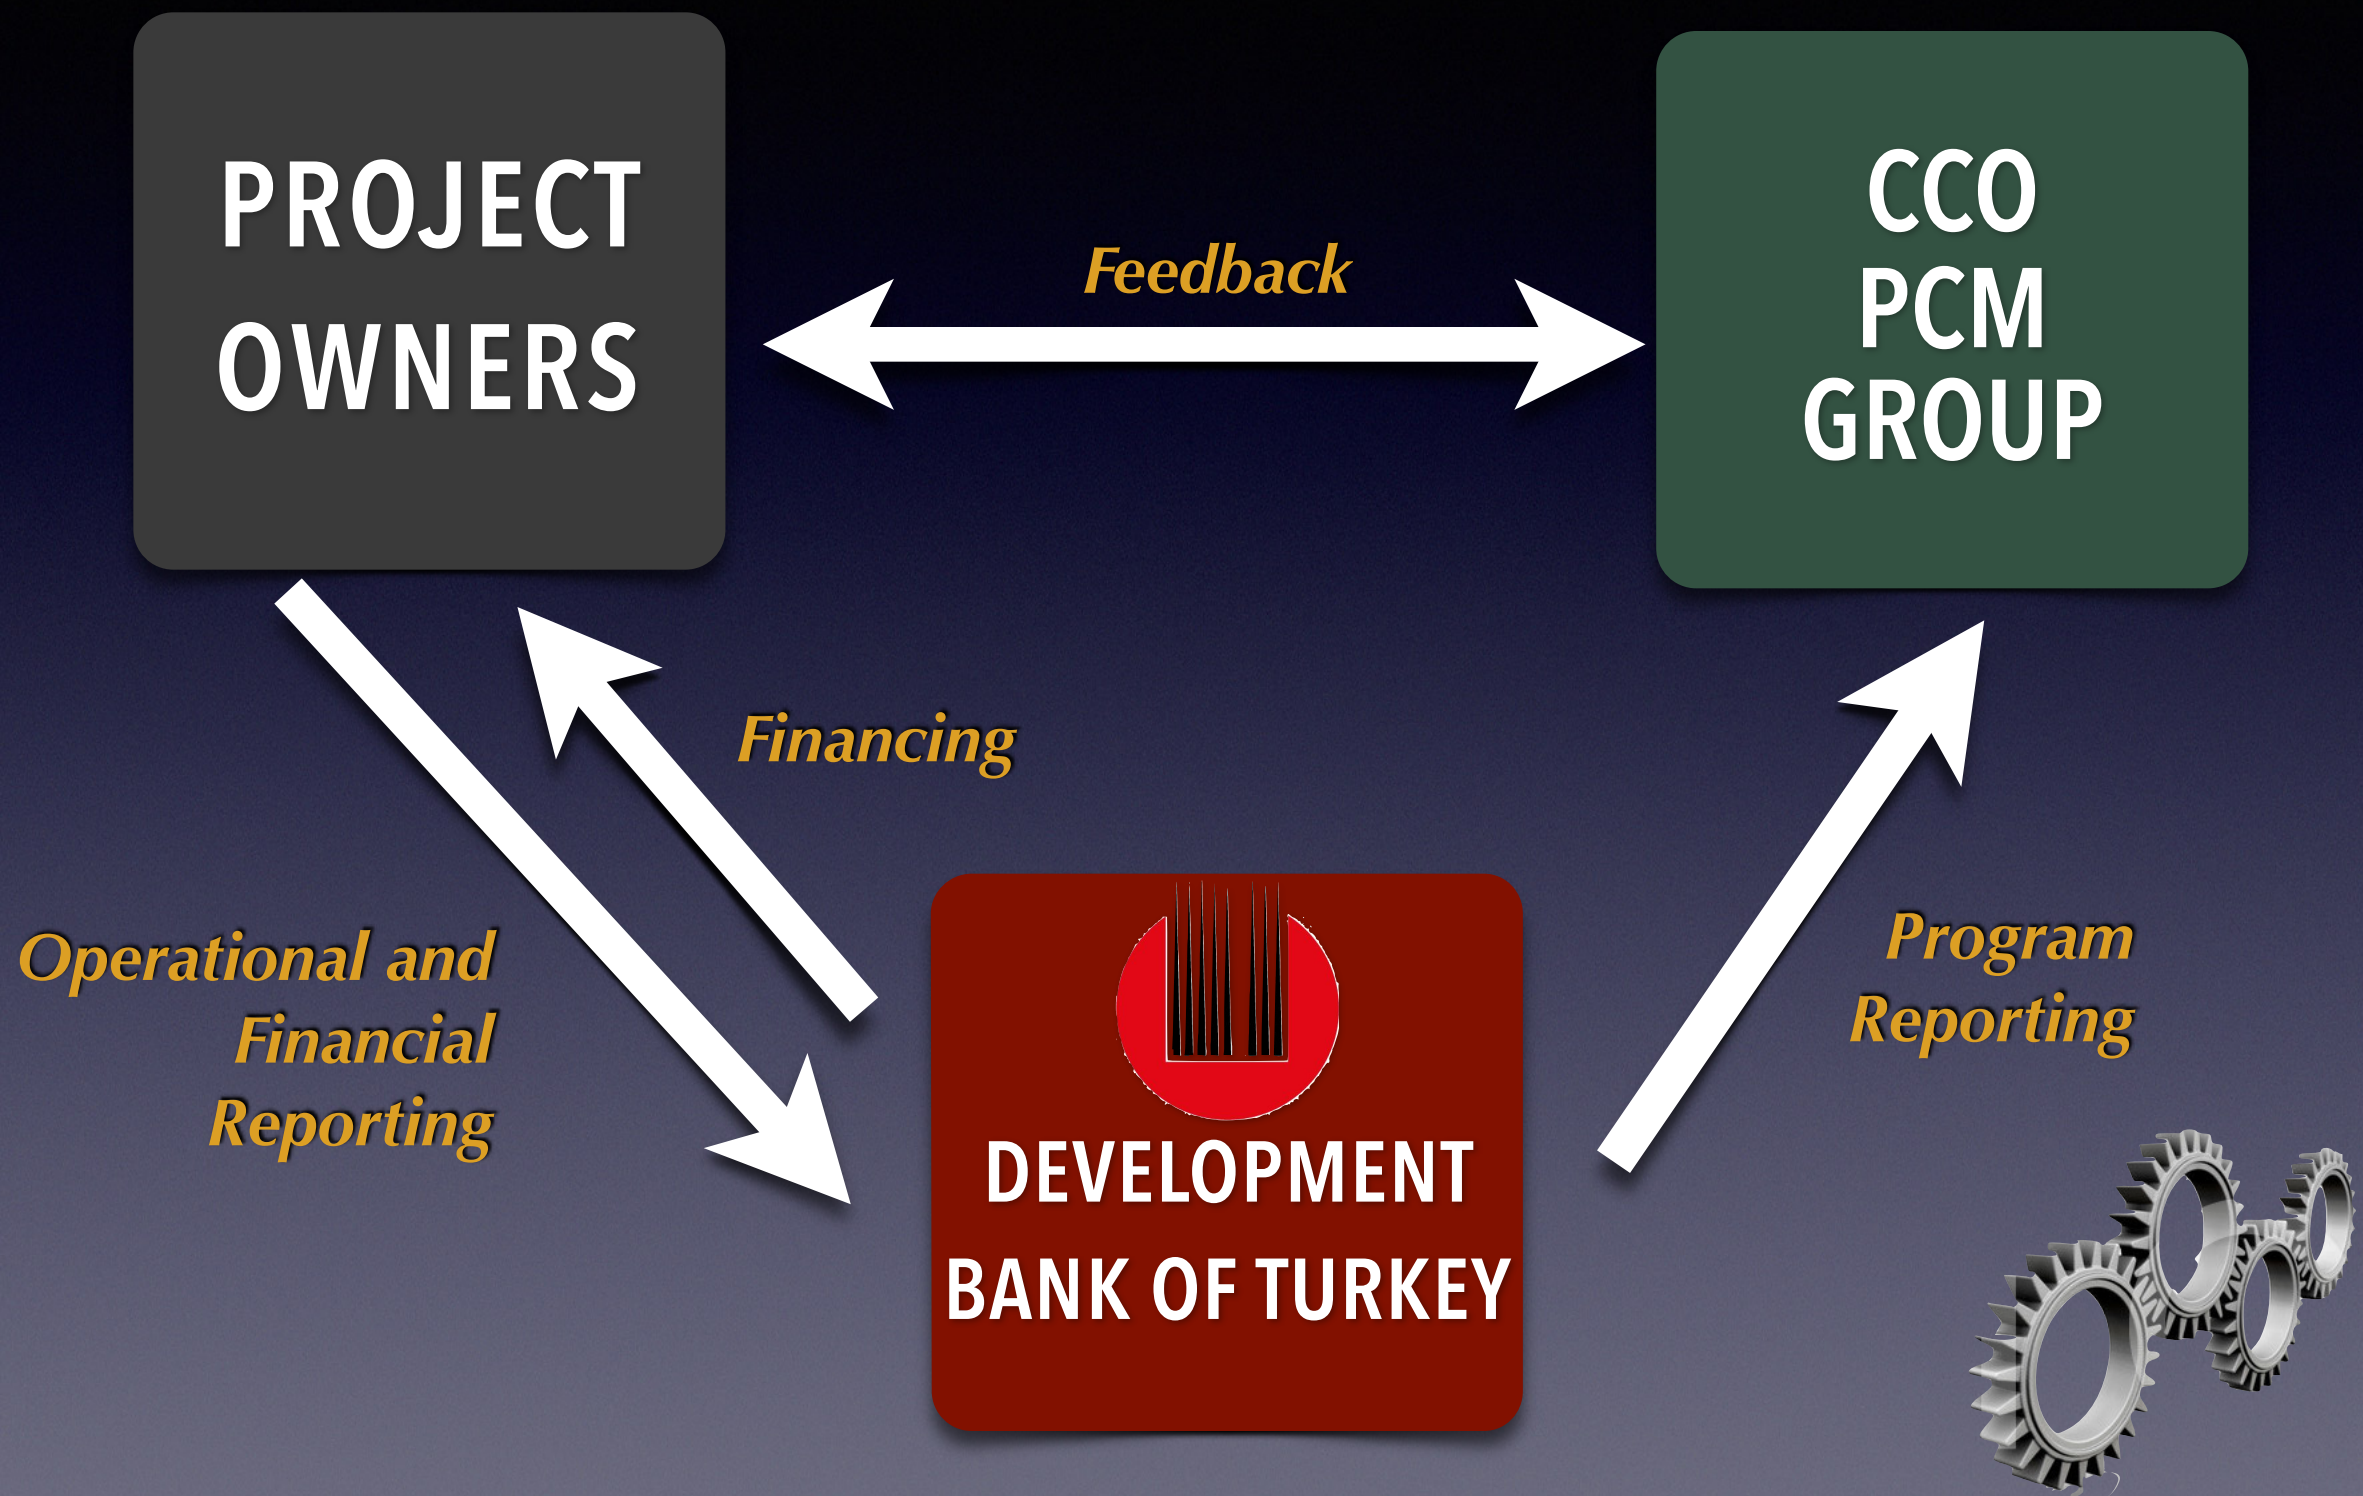 PROJECT
OWNERS
Feedback
CCO
PCM
GROUP
Financing
Operational and
Financial
Reporting
Program
Reporting
DEVELOPMENT
BANK OF TURKEY